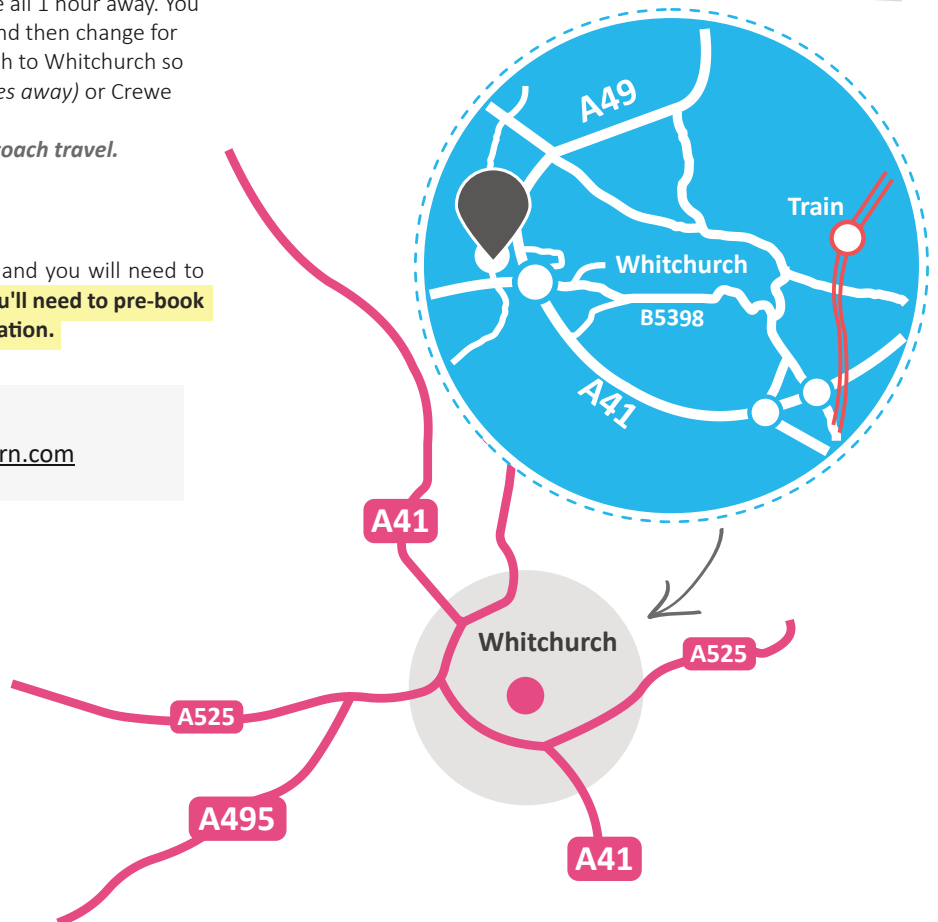 e all 1 hour away. You
nd then change for
h to Whitchurch so
es away) or Crewe
oach travel.
and you will need to
u'll need to pre-book
ation.
rn.com
A49
Train
Whitchurch
B5398
A41
A41
Whitchurch
A525
A525
A495
A41